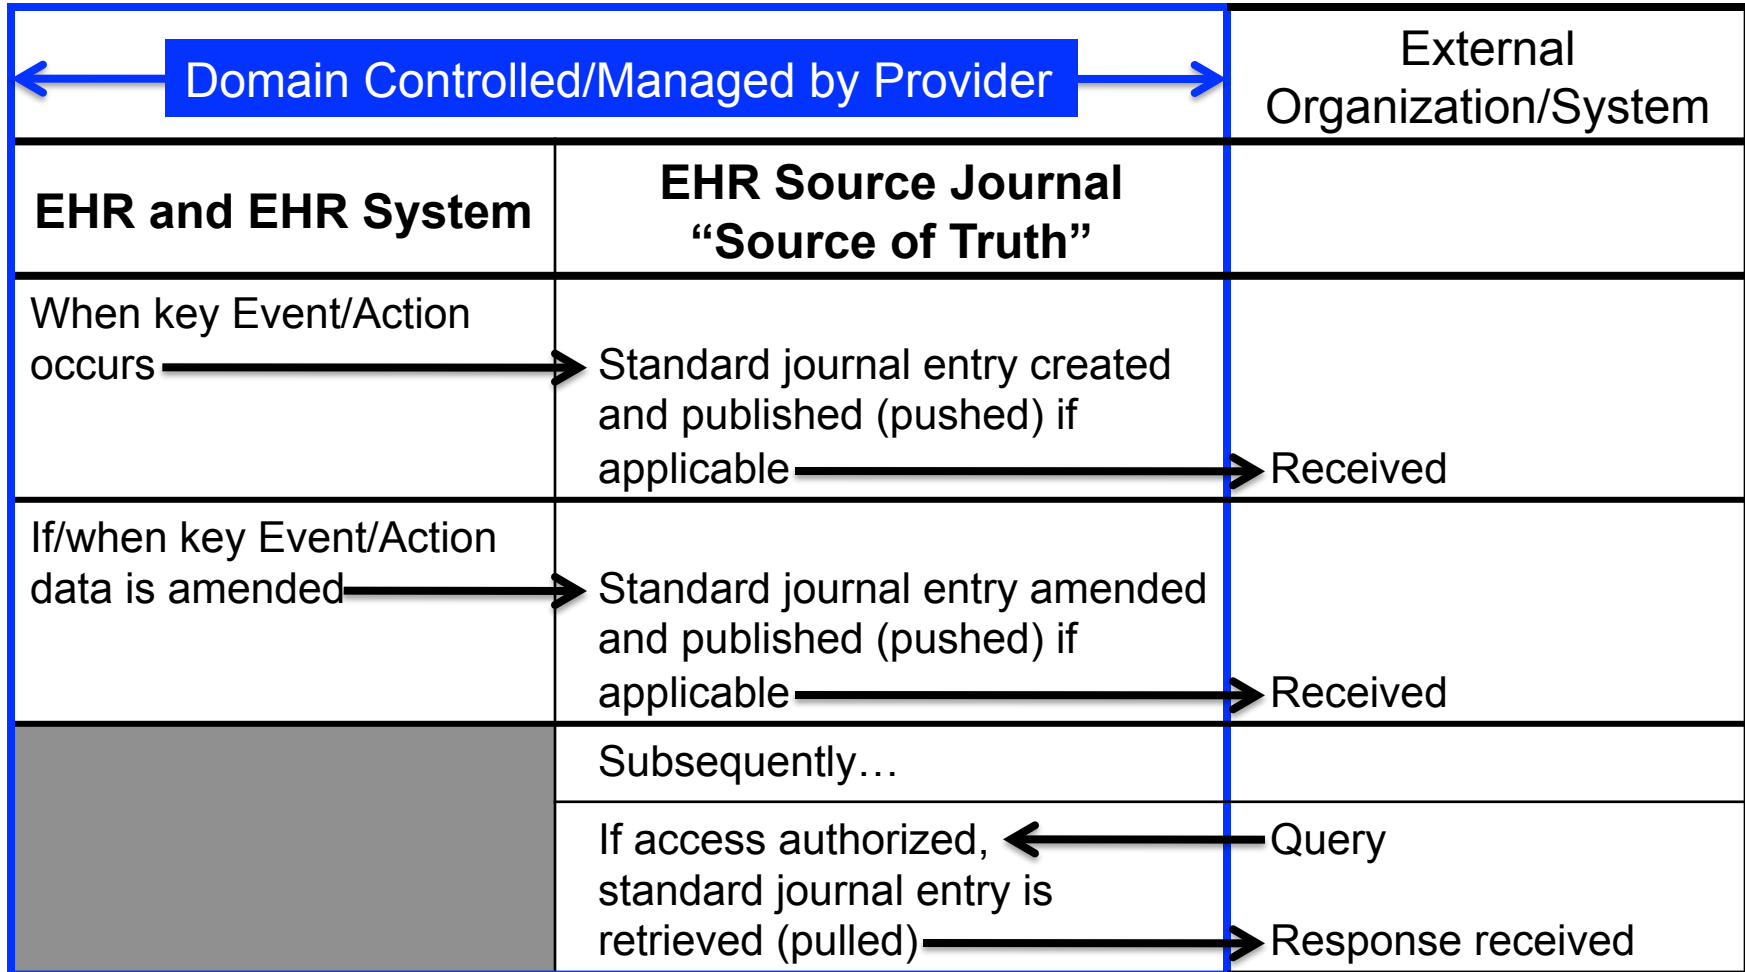 Domain Controlled/Managed by Provider
External
Organization/System
EHR and EHR System
EHR Source Journal
“Source of Truth”
When key Event/Action
occurs
Standard journal entry created
and published (pushed) if
applicable
Received
If/when key Event/Action
data is amended
Standard journal entry amended
and published (pushed) if
applicable
Received
Subsequently…
If access authorized,
Query
standard journal entry is
retrieved (pulled)
Response received